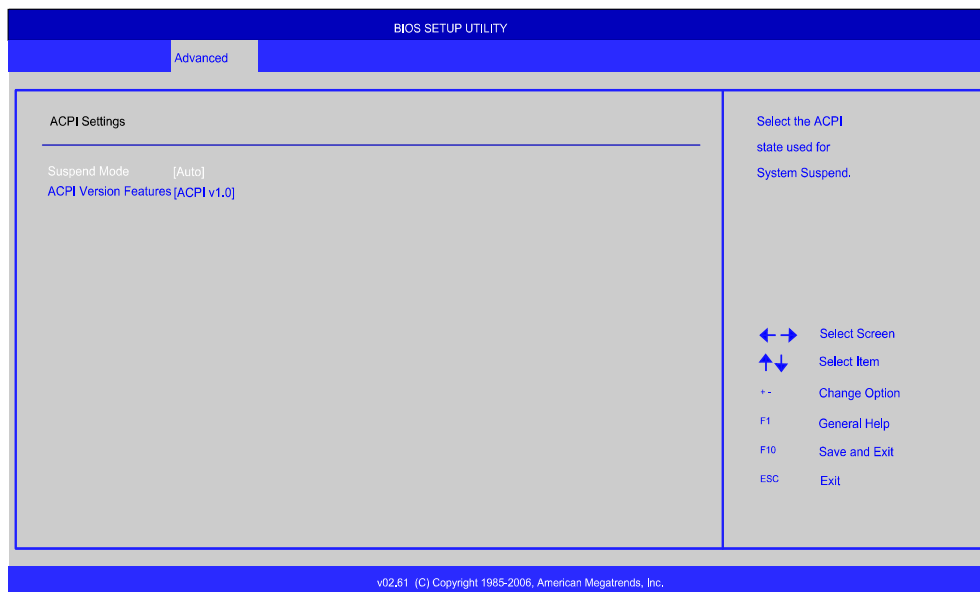 BIOS SETUP UTILITY
Advanced
ACPI Settings
Suspend Mode [Auto]
ACPI Version Features [ACPI v1.0]
Select the ACPI
state used for
System Suspend.
Select Screen
Select Item
+ - Change Option
F1 General Help
F10 Save and Exit
ESC Exit
v02.61 (C) Copyright 1985-2006, American Megatrends, Inc.